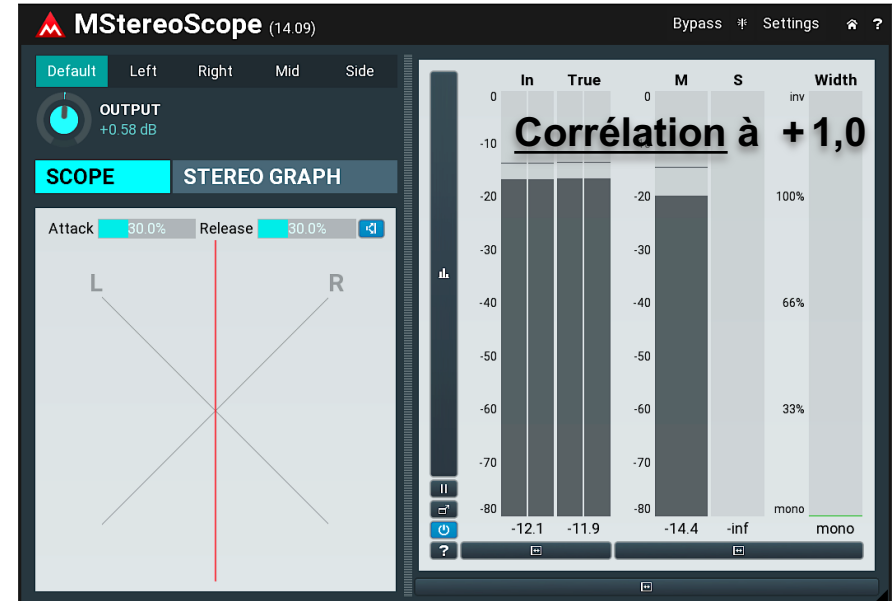 MStereoScope (14.09)
Bypass Settings ?
Default Left Right Mid Side
OUTPUT
+0.58 dB
SCOPE STEREO GRAPH
Attack 30.0% Release 30.0%
L R
In True M S Width
0 0 inv
Corrélation à +1,0
-10
-20 -20 100%
-30 -30
-40 -40 66%
-50 -50
-60 -60 33%
-70 -70
-80 -80 mono
-12.1 -11.9 -14.4 -inf mono
?